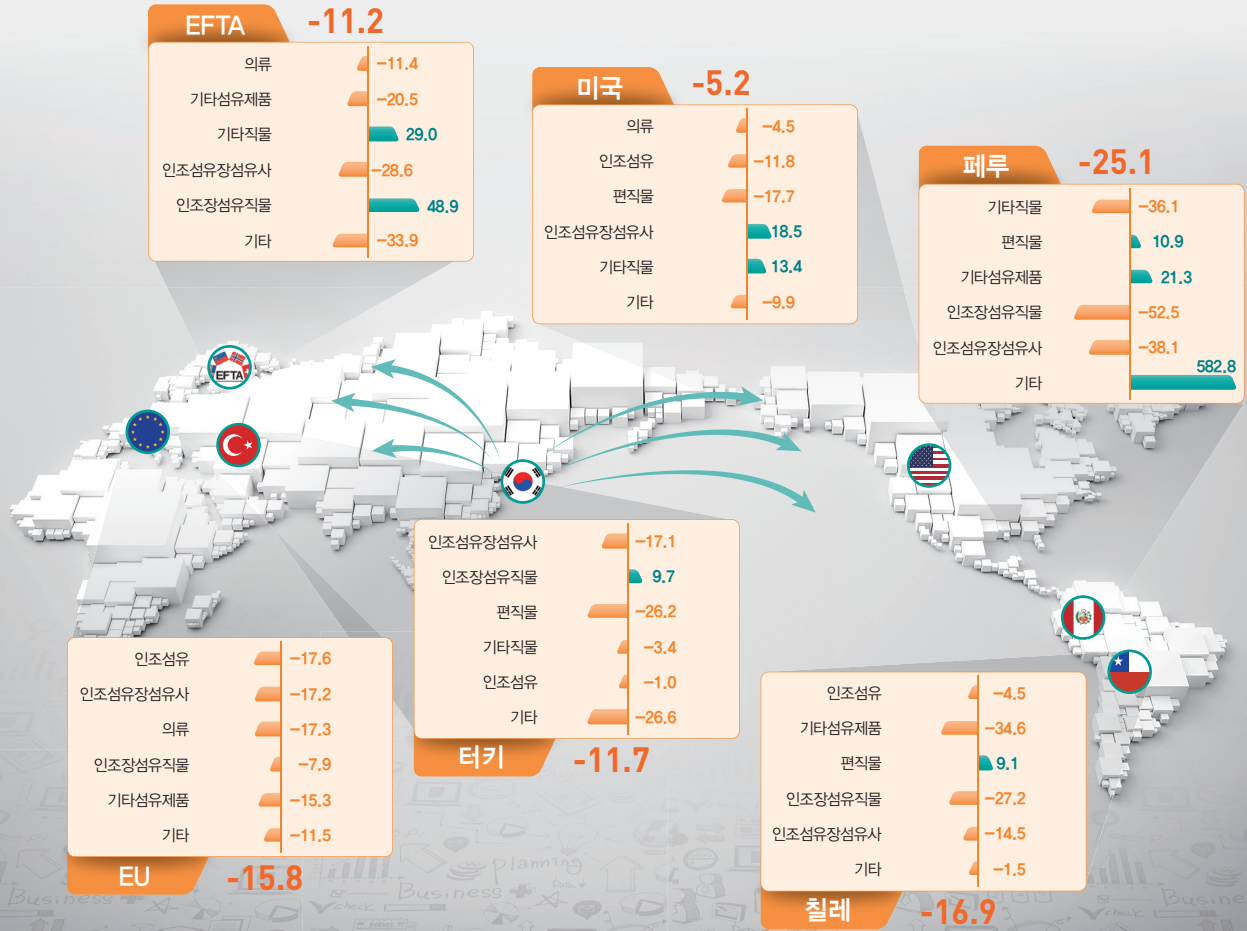 EFTA -11.2
의류 -11.4
기타섬유제품 -20.5
기타직물 29.0
인조섬유장섬유사 -28.6
인조장섬유직물 48.9
기타 -33.9
미국 -5.2
의류 -4.5
인조섬유 -11.8
편직물 -17.7
인조섬유장섬유사 18.5
기타직물 13.4
기타 -9.9
페루 -25.1
기타직물 -36.1
편직물 10.9
기타섬유제품 21.3
인조장섬유직물 -52.5
인조섬유장섬유사 -38.1
기타 582.8
EFTA
인조섬유장섬유사 -17.1
인조장섬유직물 9.7
편직물 -26.2
기타직물 -3.4
인조섬유 -1.0
기타 -26.6
터키 -11.7
인조섬유 -17.6
인조섬유장섬유사 -17.2
의류 -17.3
인조장섬유직물 -7.9
기타섬유제품 -15.3
기타 -11.5
EU -15.8
인조섬유 -4.5
기타섬유제품 -34.6
편직물 9.1
인조장섬유직물 -27.2
인조섬유장섬유사 -14.5
기타 -1.5
칠레 -16.9
planning
Business
check
Business
check
Business